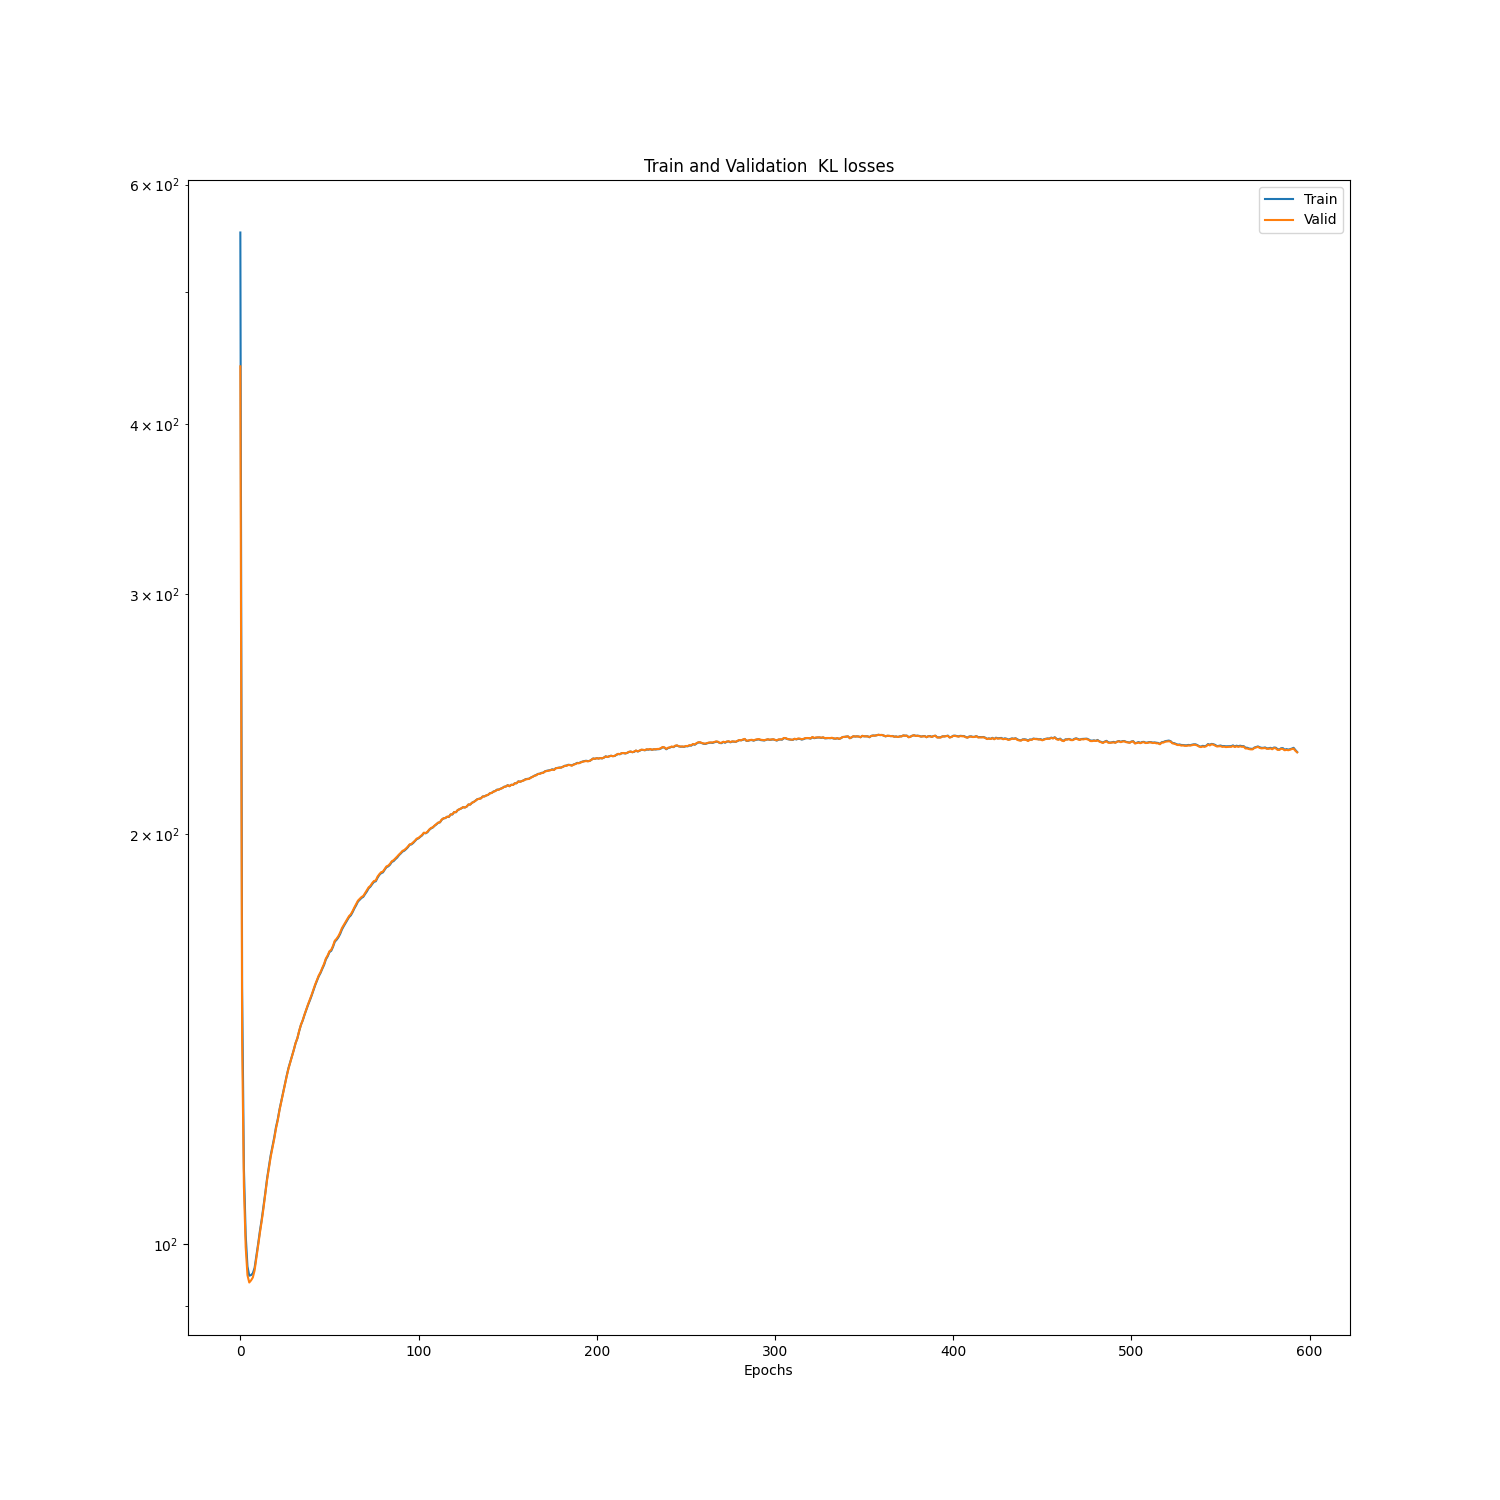 Train and Validation  KL losses
6 × 10²
Train
Valid
4 × 10²
3 × 10²
2 × 10²
10²
0 100 200 300 400 500 600
Epochs